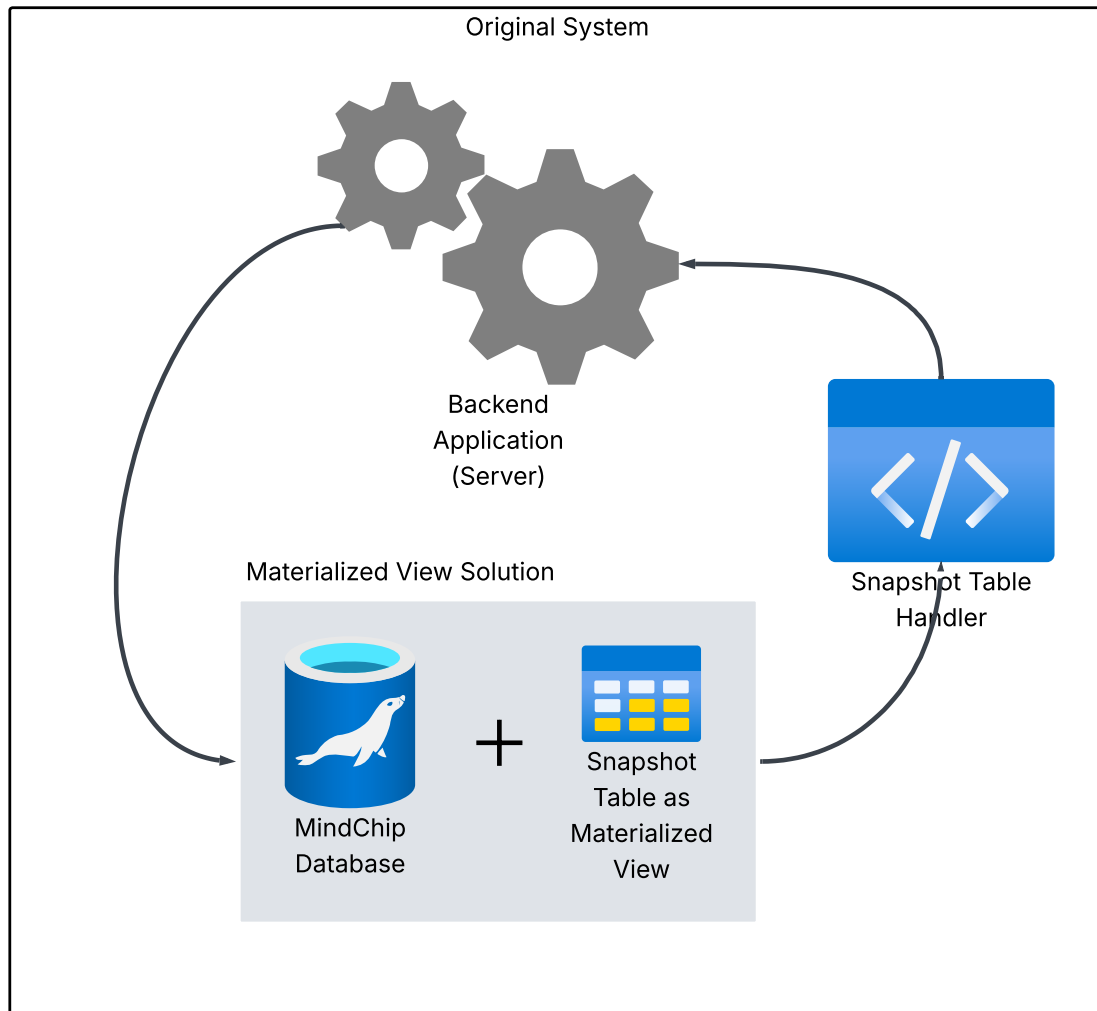 Original System
Backend
Application
(Server)
Snapshot Table
Handler
Materialized View Solution
MindChip
Database
Snapshot
Table as
Materialized
View